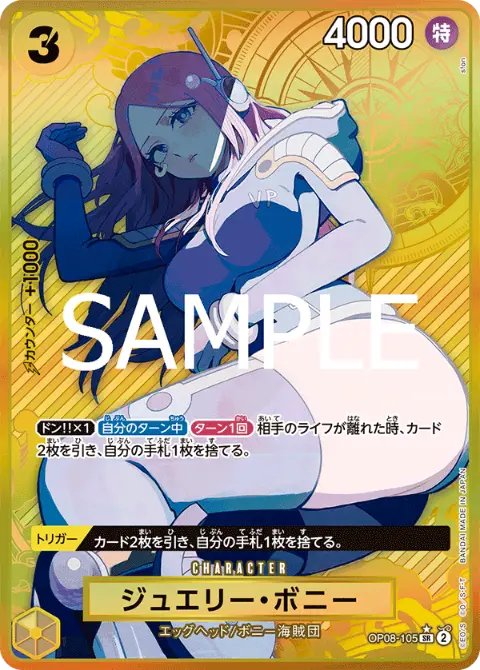 3
4000
特
ston
VP
カウンター +1000
SAMPLE
ドン!!×1 自分のターン中 ターン1回 相手のライフが離れた時、カード
2枚を引き、自分の手札1枚を捨てる。
トリガー カード2枚を引き、自分の手札1枚を捨てる。
CHARACTER
ジュエリー・ボニー
エッグヘッド/ボニー海賊団
OP08-105 SR 2
BANDAI MADE IN JAPAN